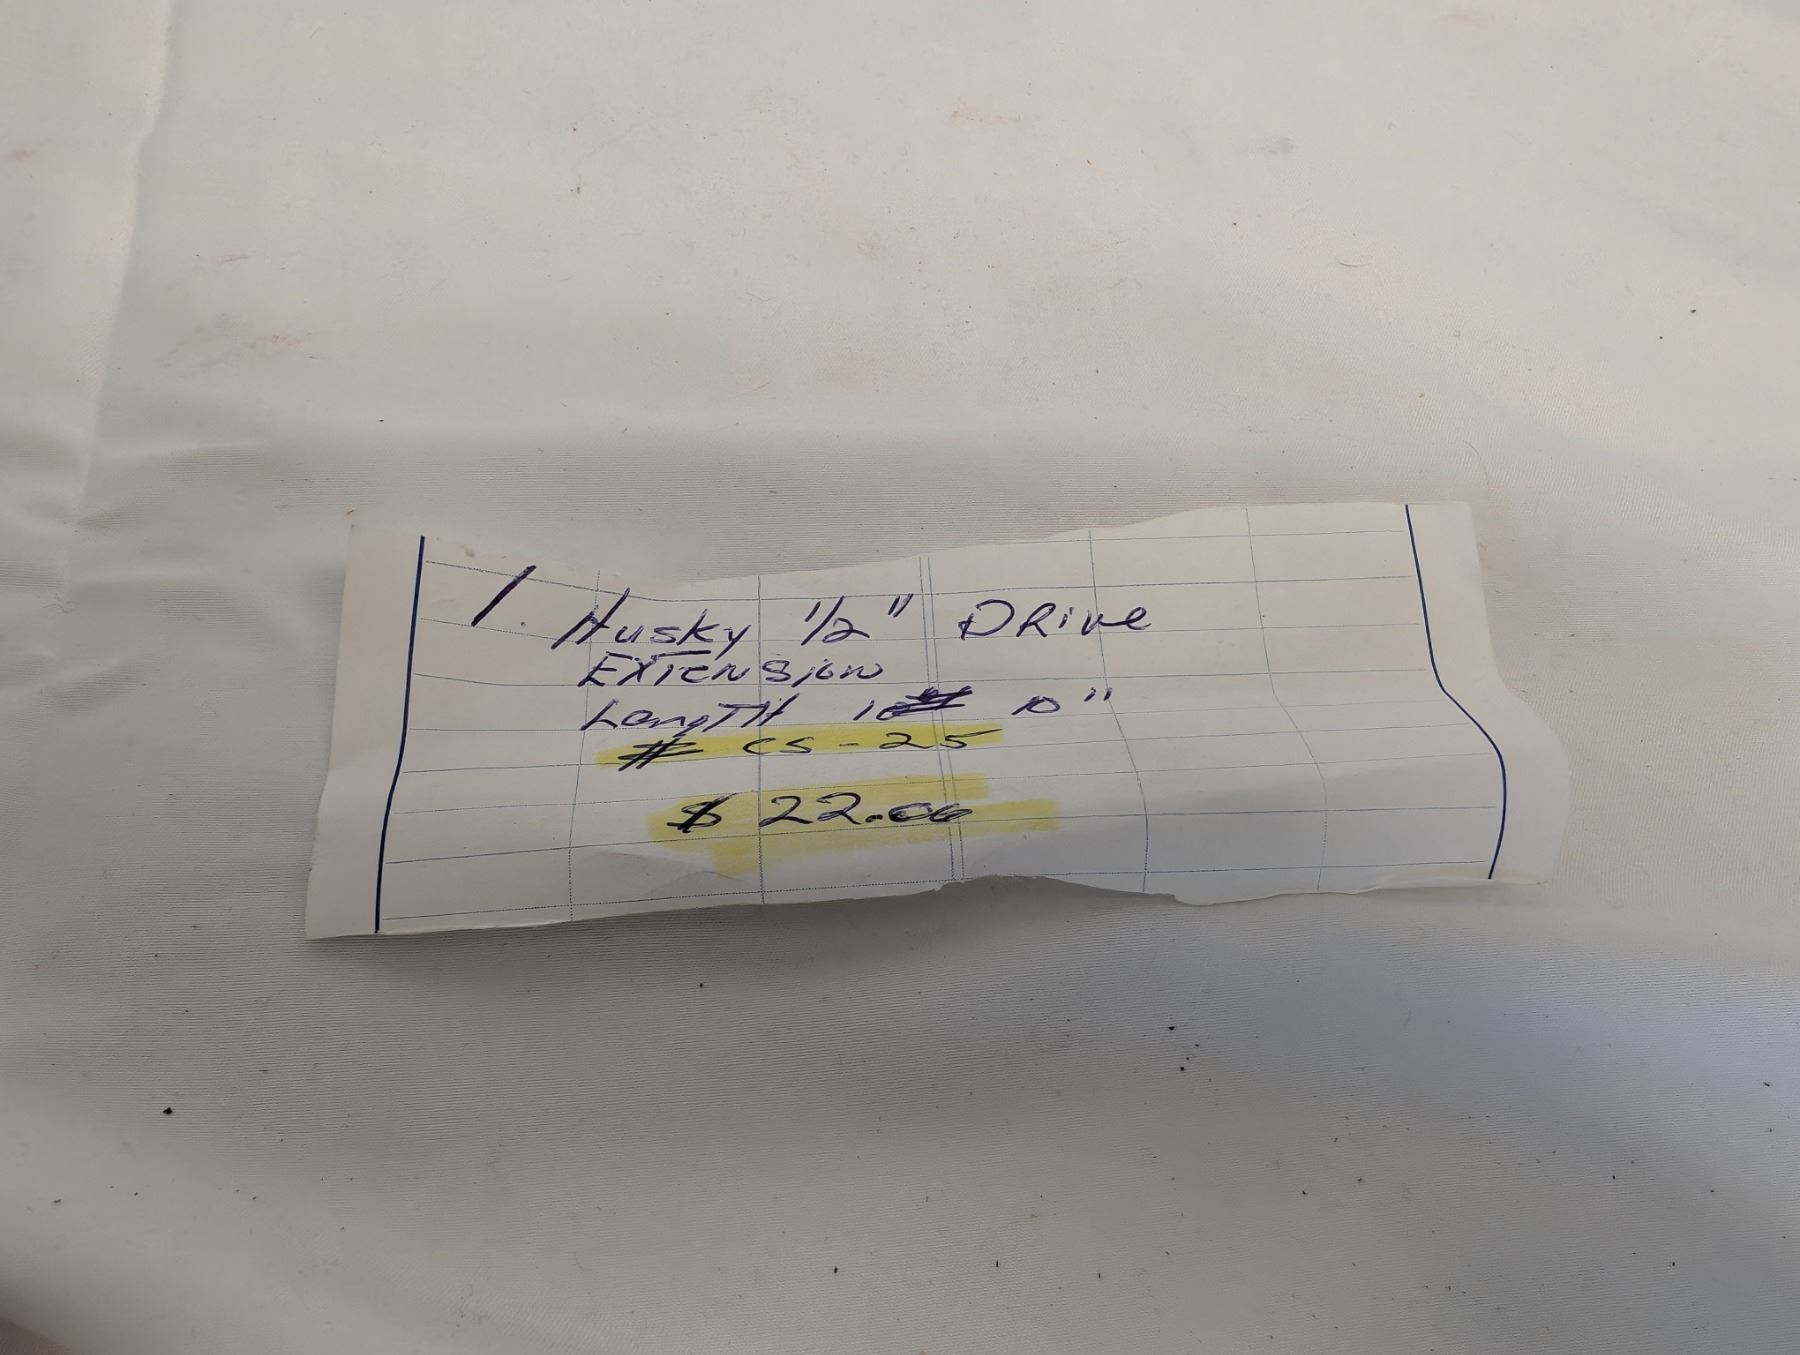 1. Husky 1/2" DRive
EXTENSION
LengTH 10"
# CS-25
$ 22.00